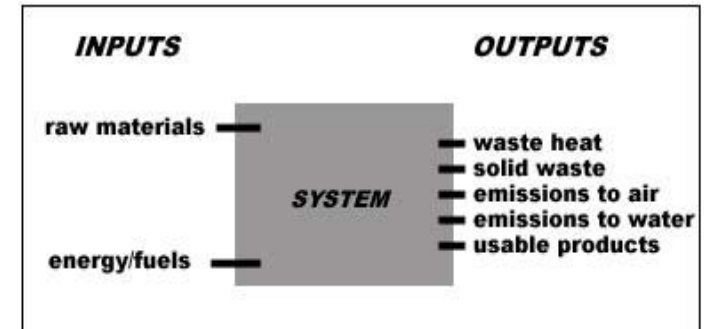 INPUTS
OUTPUTS
raw materials
waste heat
solid waste
SYSTEM
emissions to air
emissions to water
usable products
energy/fuels